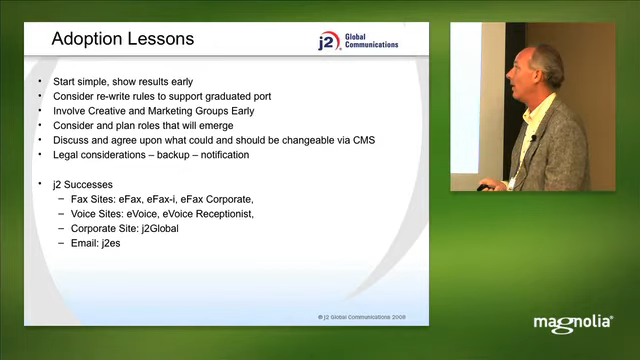 Adoption Lessons
j2 Global
Communications
• Start simple, show results early
• Consider re-write rules to support graduated port
• Involve Creative and Marketing Groups Early
• Consider and plan roles that will emerge
• Discuss and agree upon what could and should be changeable via CMS
• Legal considerations – backup – notification
• j2 Successes
– Fax Sites: eFax, eFax-i, eFax Corporate,
– Voice Sites: eVoice, eVoice Receptionist,
– Corporate Site: j2Global
– Email: j2es
© j2 Global Communications 2009
magnolia®